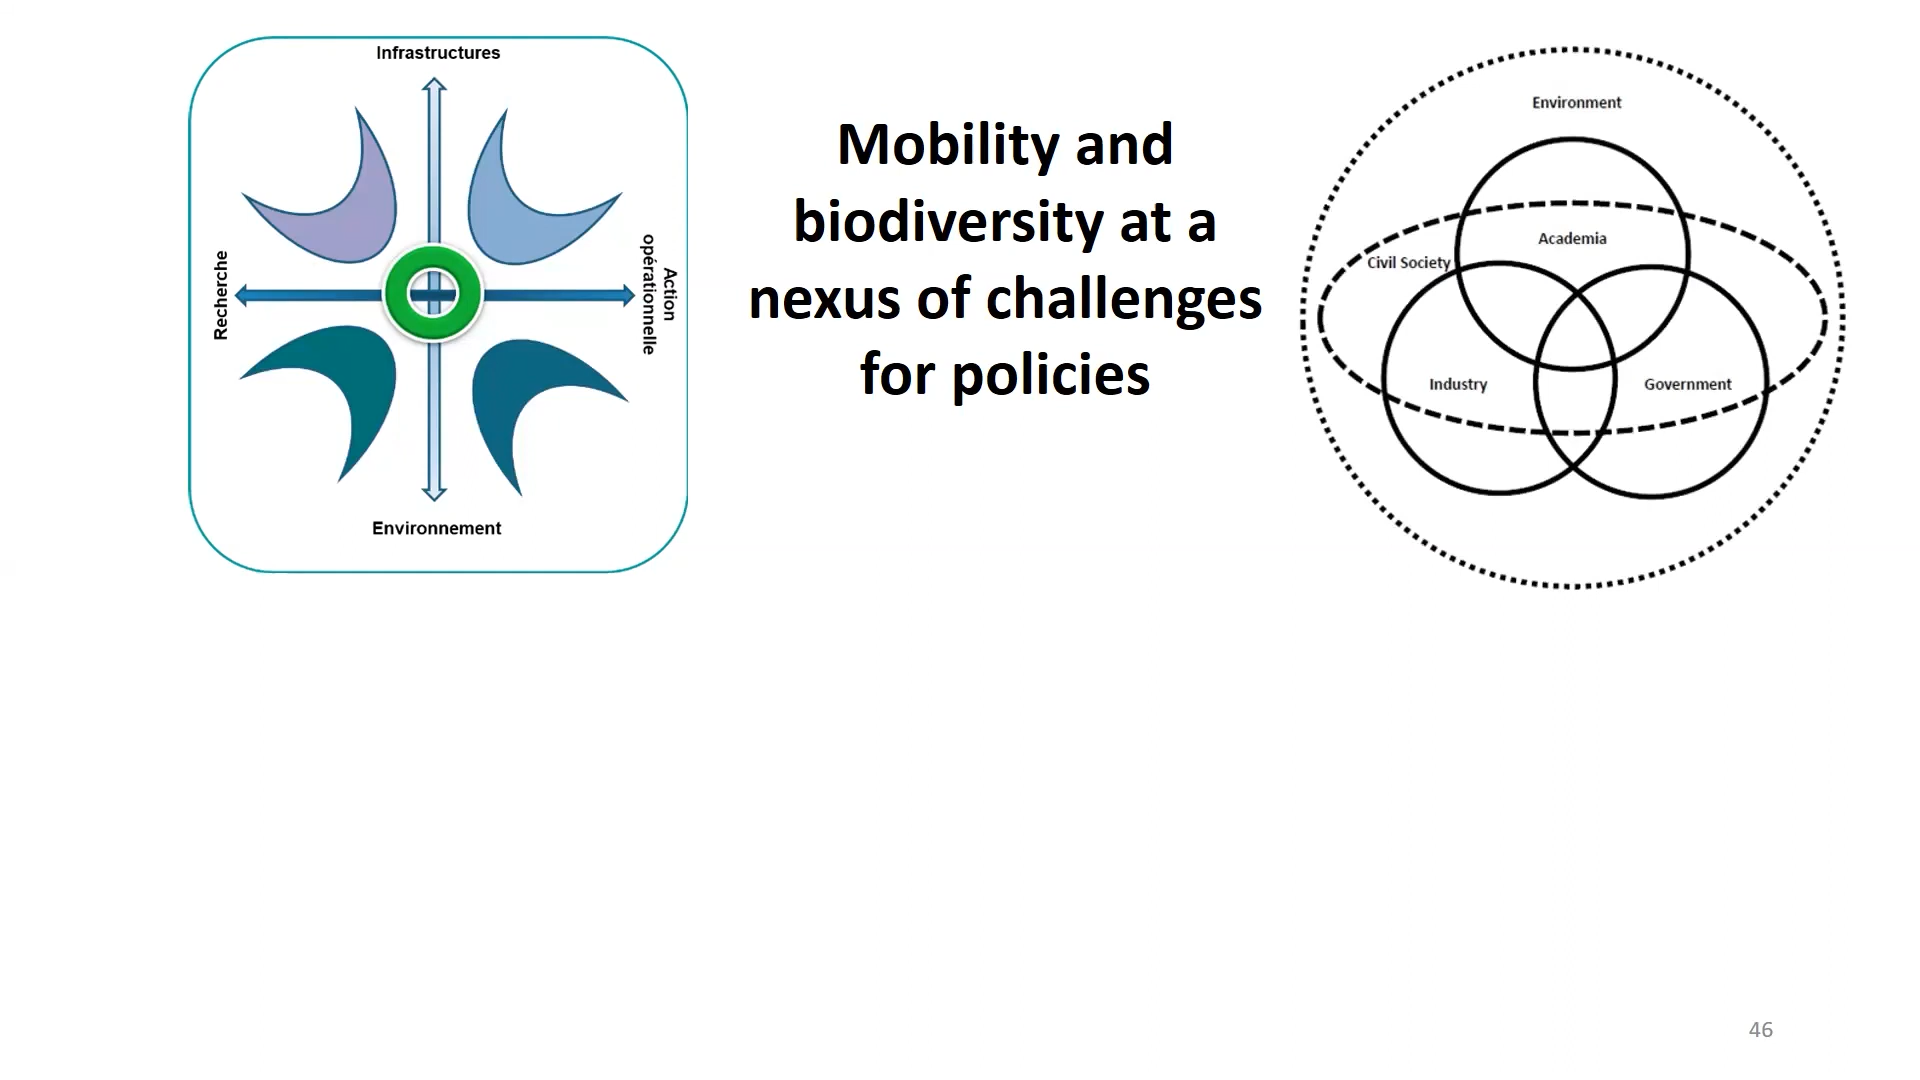 Infrastructures
Recherche
Action
opérationnelle
Environnement
Mobility and
biodiversity at a
nexus of challenges
for policies
Environment
Academia
Civil Society
Industry
Government
46